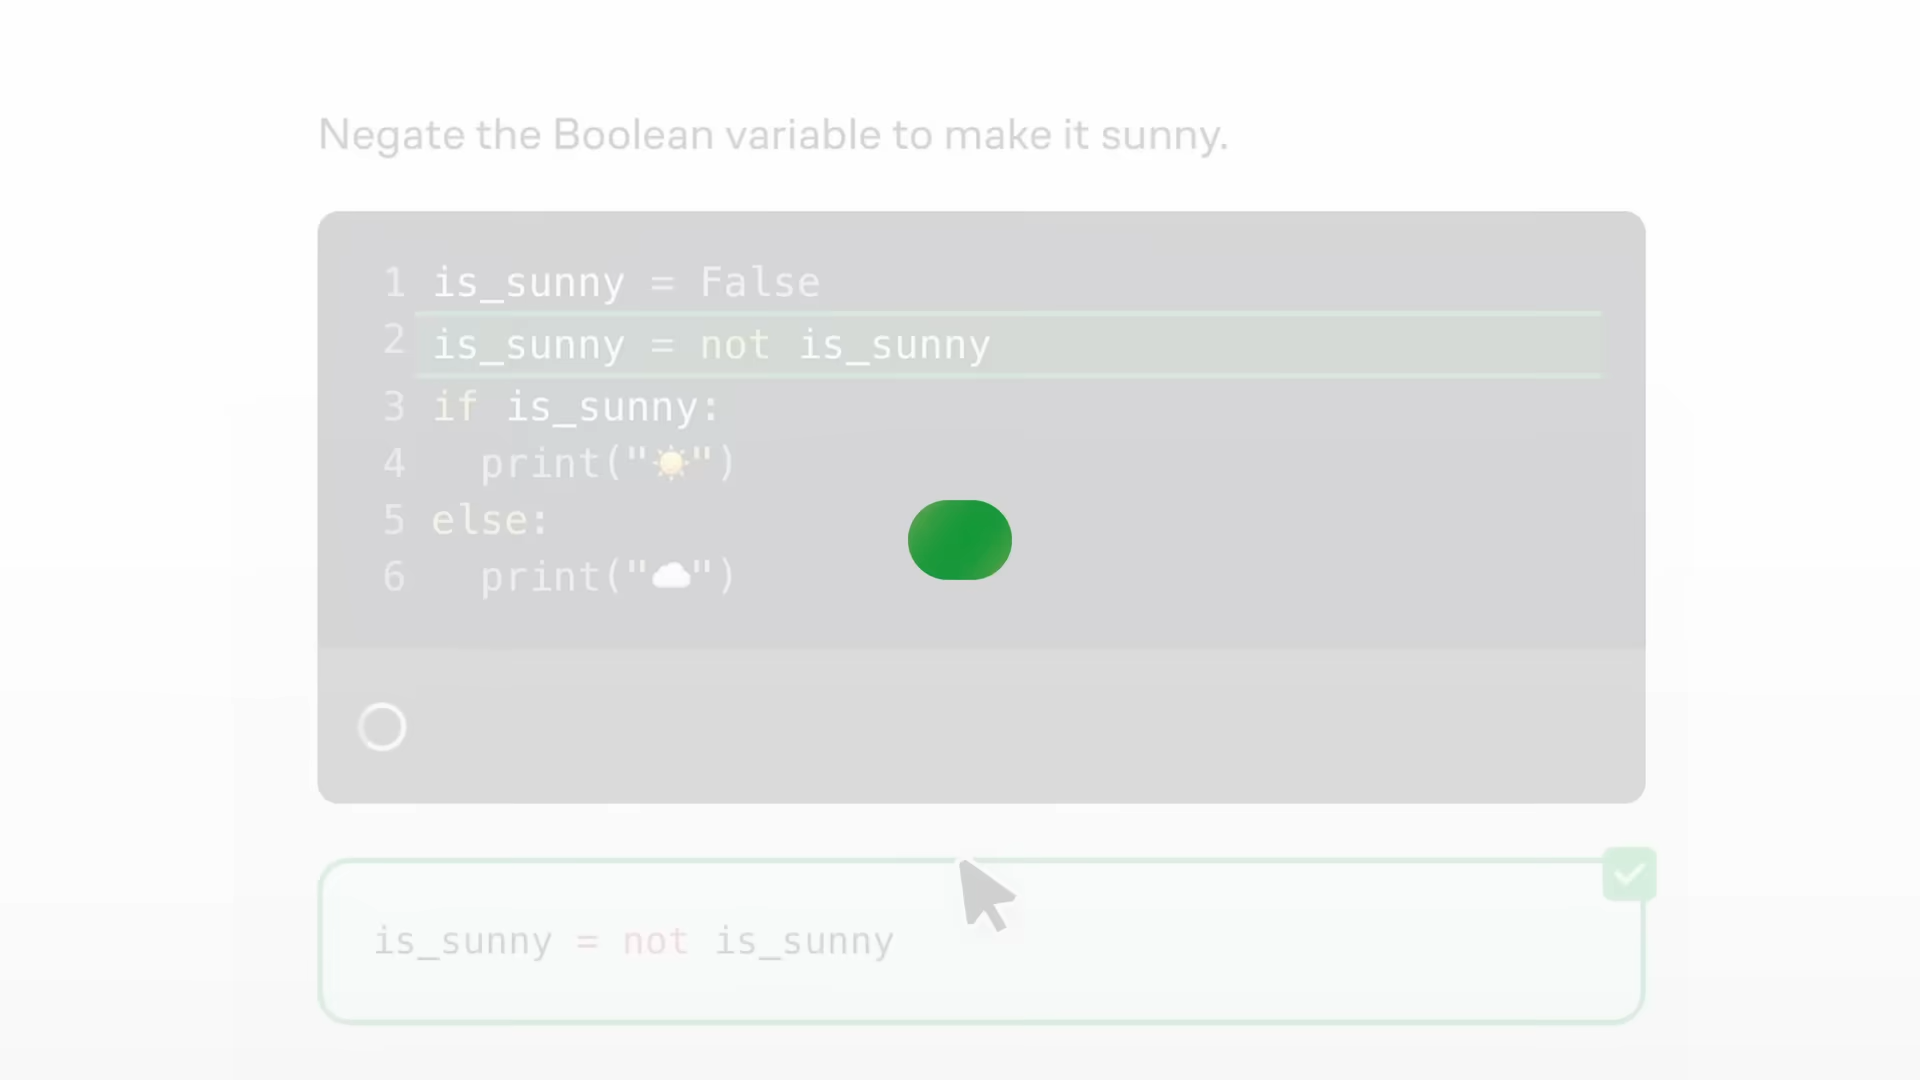 Negate the Boolean variable to make it sunny.
1 is_sunny = False
2 is_sunny = not is_sunny
3 if is_sunny:
4   print("☀️")
5 else:
6   print("☁️")
is_sunny = not is_sunny